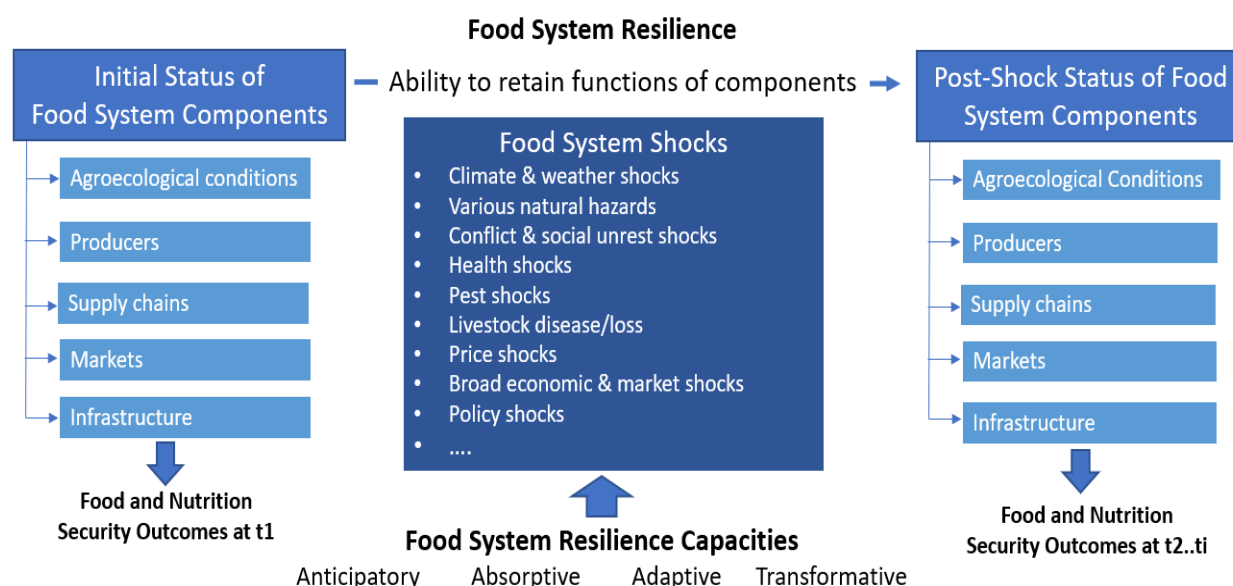 Food System Resilience
Initial Status of
Food System Components
Ability to retain functions of components
Post-Shock Status of Food
System Components
Agroecological conditions
Producers
Supply chains
Markets
Infrastructure
Food and Nutrition
Security Outcomes at t1
Food System Shocks
• Climate & weather shocks
• Various natural hazards
• Conflict & social unrest shocks
• Health shocks
• Pest shocks
• Livestock disease/loss
• Price shocks
• Broad economic & market shocks
• Policy shocks
• ....
Food System Resilience Capacities
Anticipatory Absorptive Adaptive Transformative
Agroecological Conditions
Producers
Supply chains
Markets
Infrastructure
Food and Nutrition
Security Outcomes at t2..ti